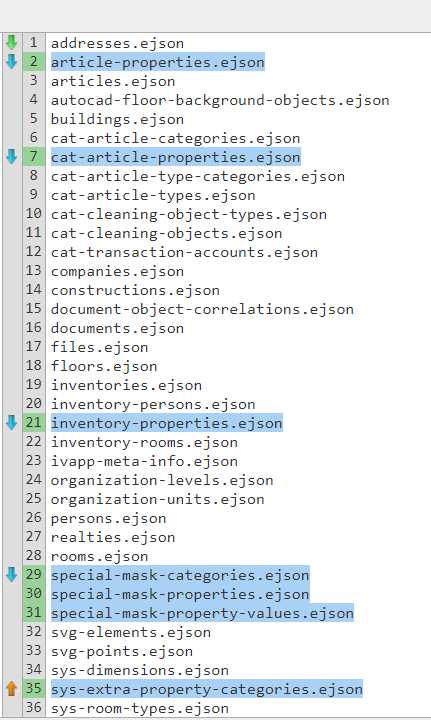 1 addresses.ejson
2 article-properties.ejson
3 articles.ejson
4 autocad-floor-background-objects.ejson
5 buildings.ejson
6 cat-article-categories.ejson
7 cat-article-properties.ejson
8 cat-article-type-categories.ejson
9 cat-article-types.ejson
10 cat-cleaning-object-types.ejson
11 cat-cleaning-objects.ejson
12 cat-transaction-accounts.ejson
13 companies.ejson
14 constructions.ejson
15 document-object-correlations.ejson
16 documents.ejson
17 files.ejson
18 floors.ejson
19 inventories.ejson
20 inventory-persons.ejson
21 inventory-properties.ejson
22 inventory-rooms.ejson
23 ivapp-meta-info.ejson
24 organization-levels.ejson
25 organization-units.ejson
26 persons.ejson
27 realties.ejson
28 rooms.ejson
29 special-mask-categories.ejson
30 special-mask-properties.ejson
31 special-mask-property-values.ejson
32 svg-elements.ejson
33 svg-points.ejson
34 sys-dimensions.ejson
35 sys-extra-property-categories.ejson
36 sys-room-types.ejson